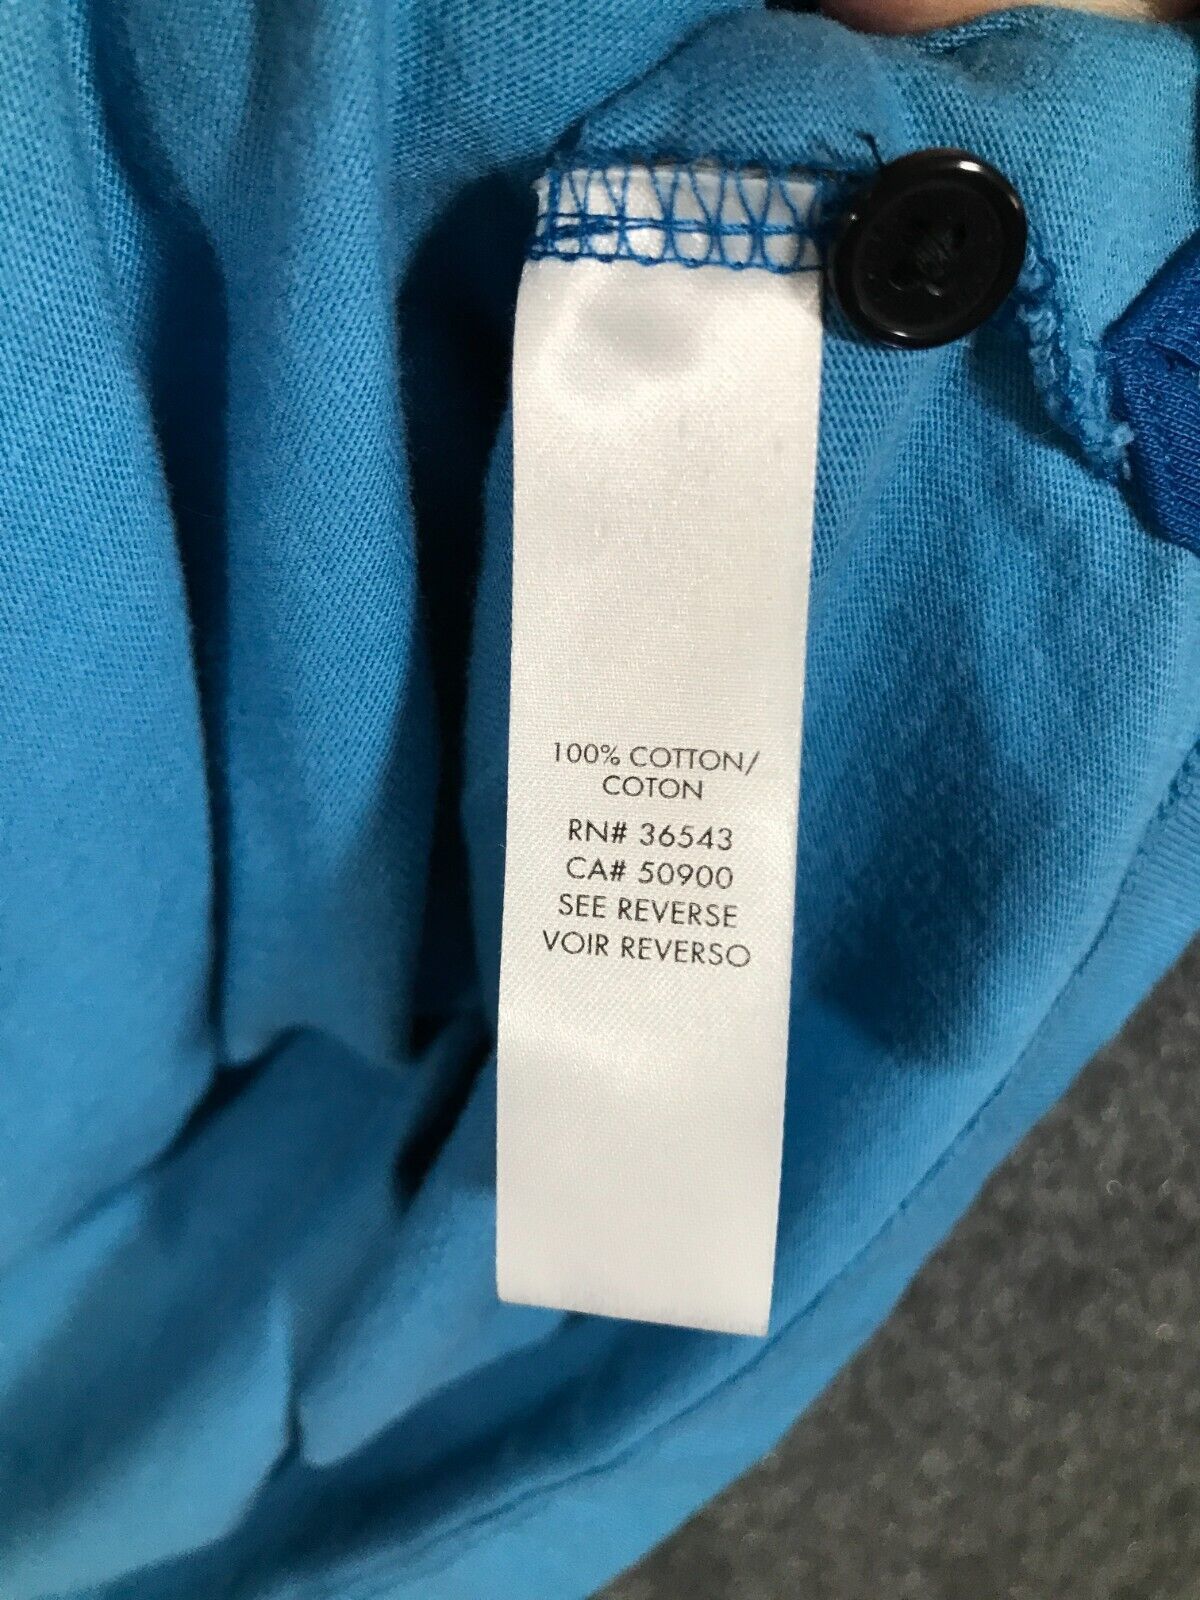 100% COTTON/
COTON
RN# 36543
CA# 50900
SEE REVERSE
VOIR REVERSO